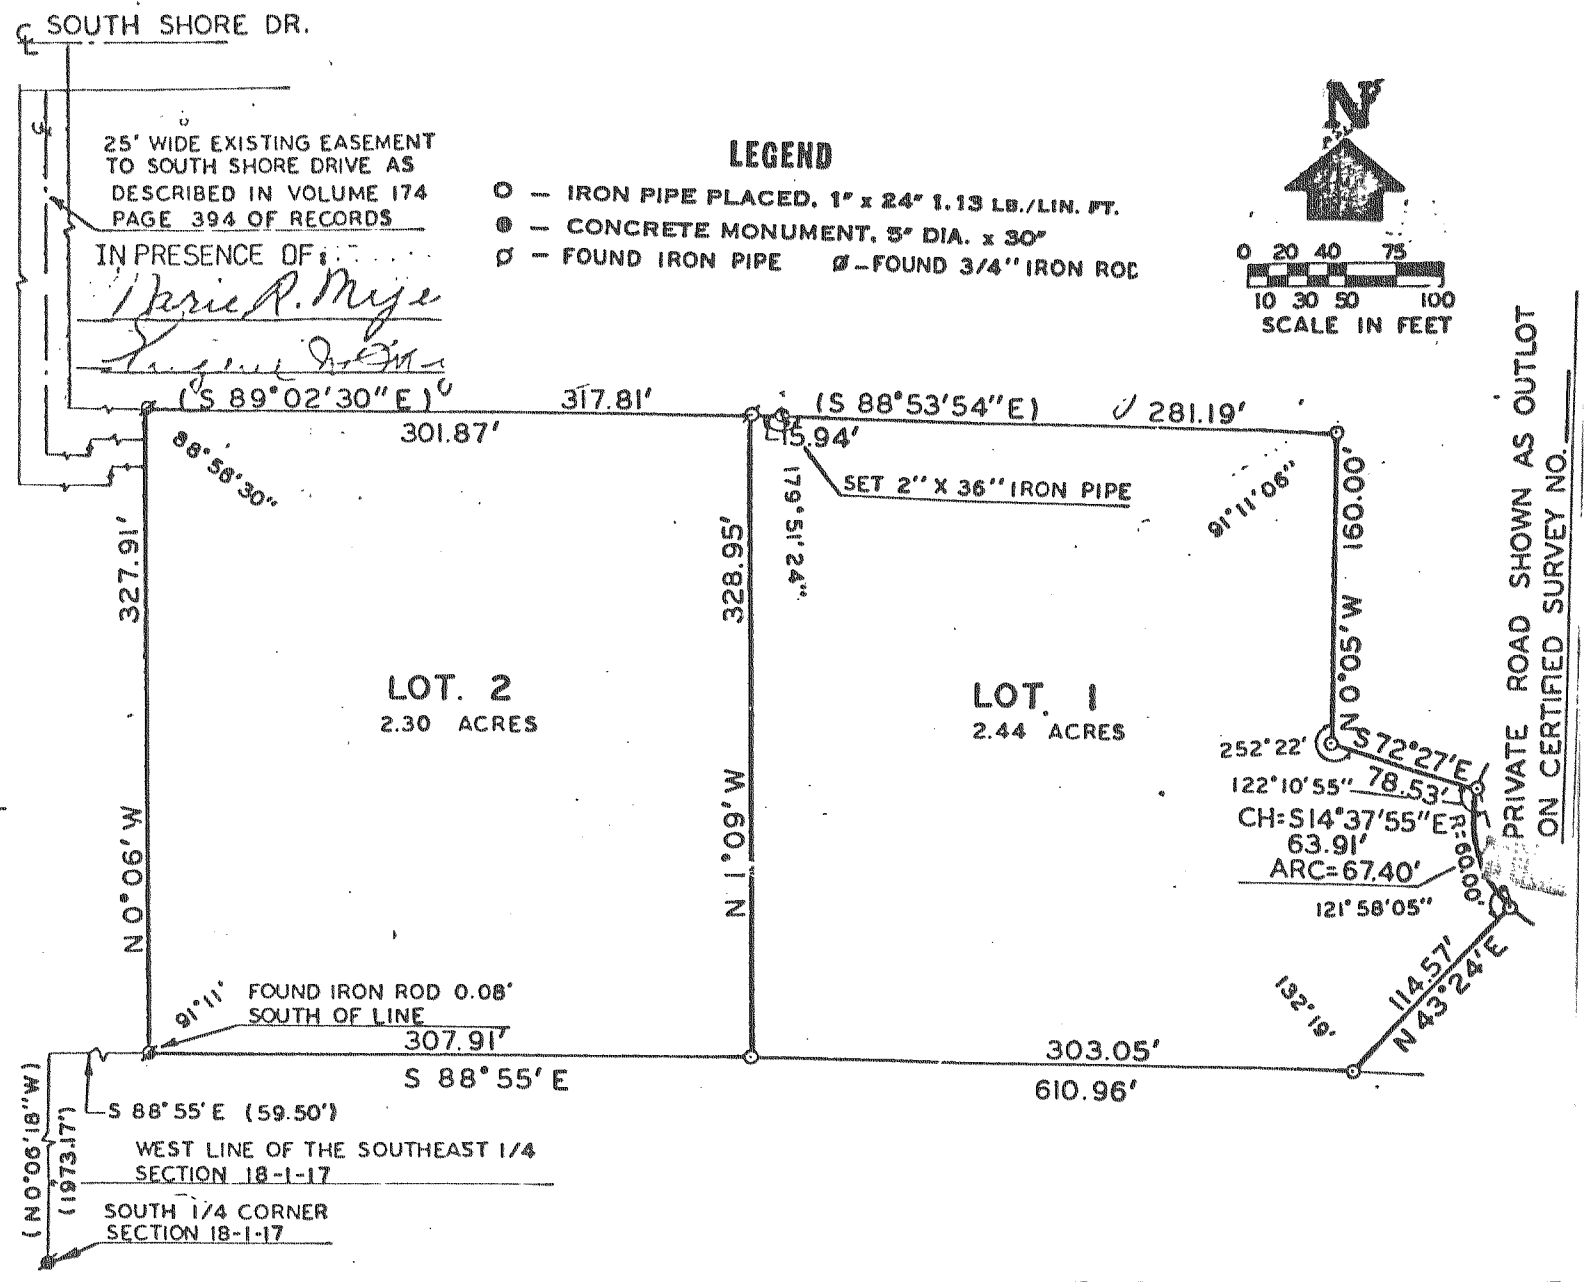 ℄ SOUTH SHORE DR.
℄
25' WIDE EXISTING EASEMENT
TO SOUTH SHORE DRIVE AS
DESCRIBED IN VOLUME 174
PAGE 394 OF RECORDS
IN PRESENCE OF:
Marie R.
Eugene
LEGEND
O — IRON PIPE PLACED, 1" x 24" 1.13 LB./LIN. FT.
● — CONCRETE MONUMENT, 5" DIA. x 30"
Ø — FOUND IRON PIPE Ø — FOUND 3/4" IRON ROD
N
0 20 40 75
10 30 50 100
SCALE IN FEET
(S 89°02'30" E) 317.81'
301.87'
(S 88°53'54" E) 281.19'
15.94'
SET 2" X 36" IRON PIPE
88°58'30"
179°51'24"
91°11'06"
327.91'
N 0°06' W
328.95'
N 1°09' W
160.00'
N 0°05' W
LOT. 2
2.30 ACRES
LOT. 1
2.44 ACRES
252°22'
S 72°27' E
78.53'
122°10'55"
CH=S14°37'55"E
63.91'
ARC=67.40'
R=60.00'
121°58'05"
PRIVATE ROAD SHOWN AS OUTLOT
ON CERTIFIED SURVEY NO.
114.57'
N 43°24' E
132°19'
91°11'
FOUND IRON ROD 0.08'
SOUTH OF LINE
307.91'
S 88°55' E
303.05'
610.96'
S 88°55' E (59.50')
(N 0°06'18" W)
(1973.17')
WEST LINE OF THE SOUTHEAST 1/4
SECTION 18-1-17
SOUTH 1/4 CORNER
SECTION 18-1-17